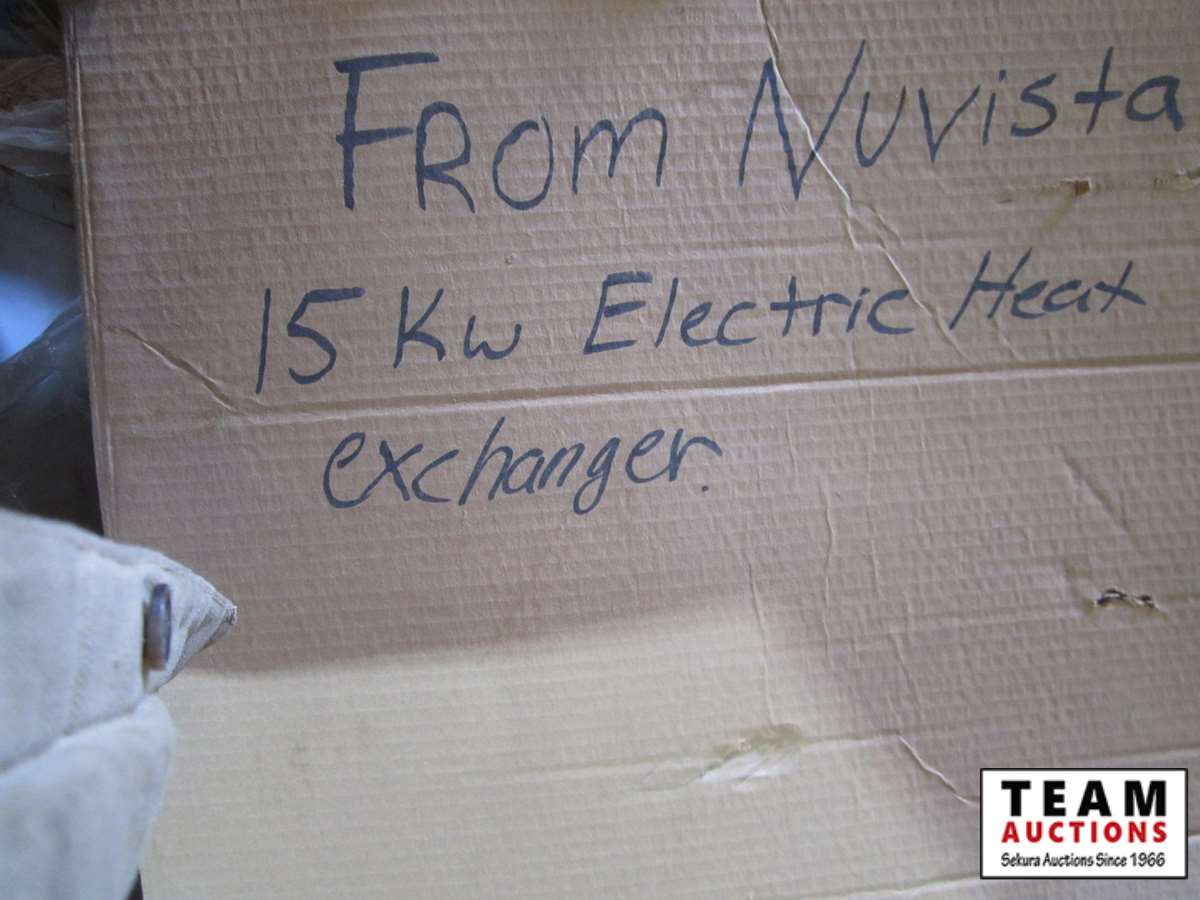 FROM Nuvista
15 Kw Electric Heat
exchanger.
TEAM
AUCTIONS
Sekura Auctions Since 1966